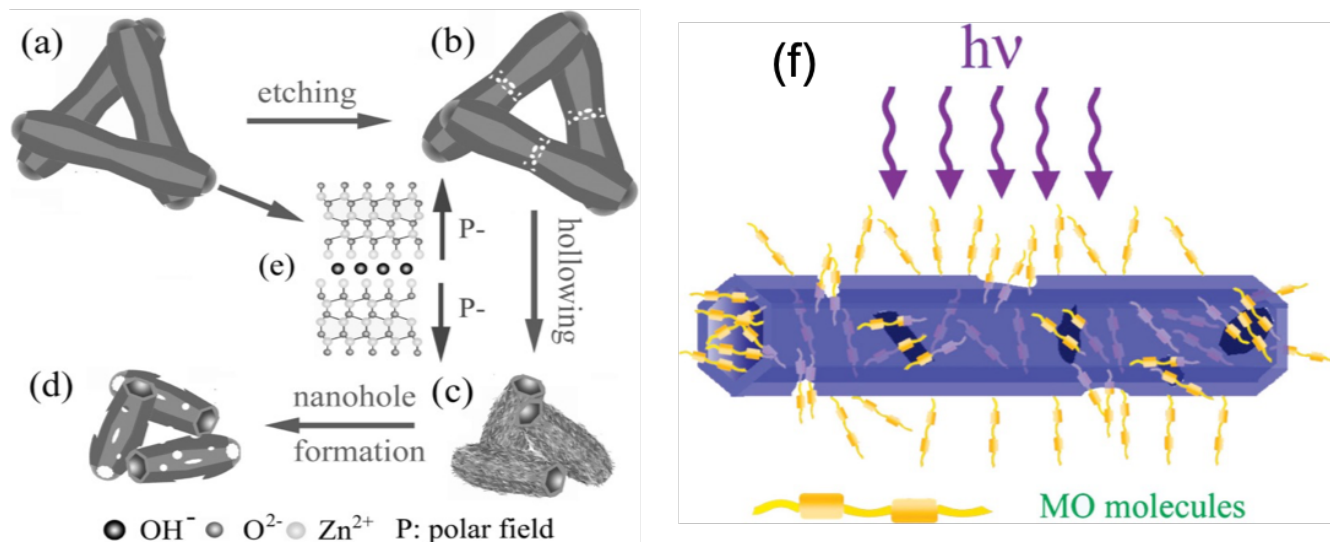 (a)
(b)
etching
(e)
P-
P-
hollowing
(d)
nanohole
formation
(c)
OH⁻ O²⁻ Zn²⁺ P: polar field
(f)
hν
MO molecules